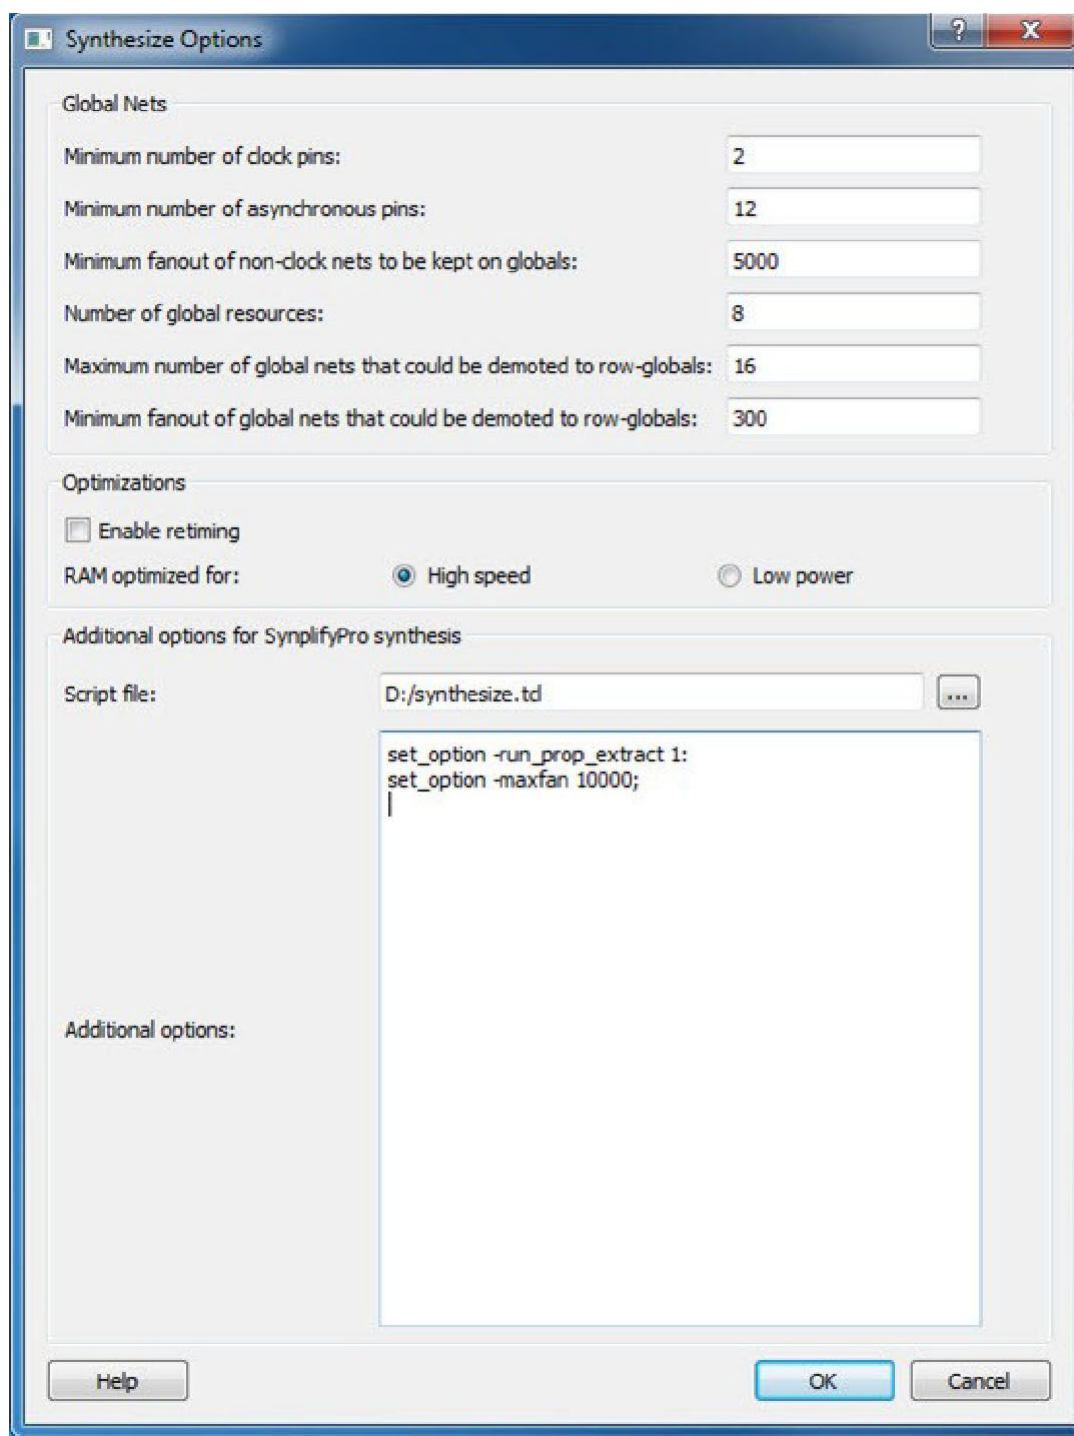 Synthesize Options
?
X
Global Nets
Minimum number of clock pins: 2
Minimum number of asynchronous pins: 12
Minimum fanout of non-clock nets to be kept on globals: 5000
Number of global resources: 8
Maximum number of global nets that could be demoted to row-globals: 16
Minimum fanout of global nets that could be demoted to row-globals: 300
Optimizations
Enable retiming
RAM optimized for: High speed Low power
Additional options for SynplifyPro synthesis
Script file: D:/synthesize.tcl ...
set_option -run_prop_extract 1:
set_option -maxfan 10000;
Additional options:
Help OK Cancel